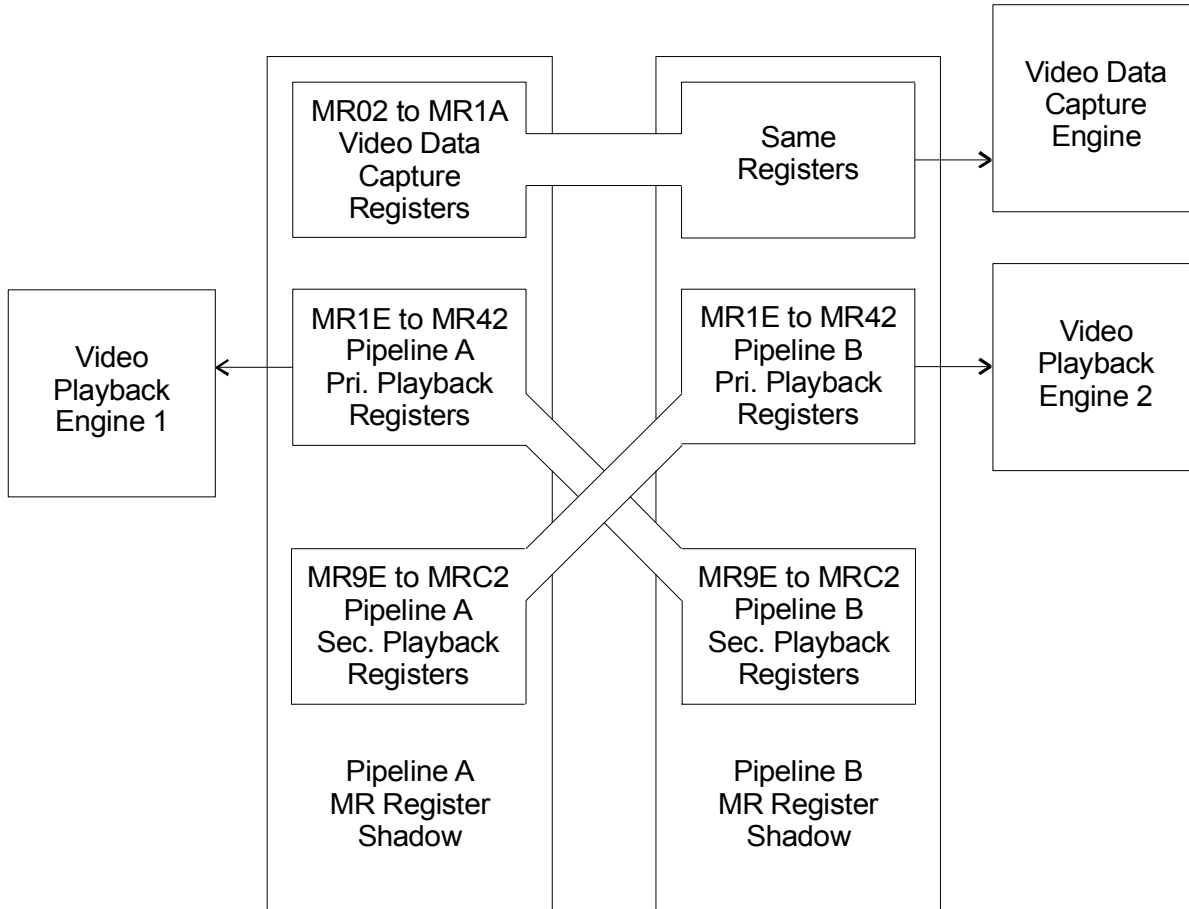 MR02 to MR1A
Video Data
Capture
Registers
Same
Registers
Video Data
Capture
Engine
Video
Playback
Engine 1
MR1E to MR42
Pipeline A
Pri. Playback
Registers
MR1E to MR42
Pipeline B
Pri. Playback
Registers
Video
Playback
Engine 2
MR9E to MRC2
Pipeline A
Sec. Playback
Registers
MR9E to MRC2
Pipeline B
Sec. Playback
Registers
Pipeline A
MR Register
Shadow
Pipeline B
MR Register
Shadow